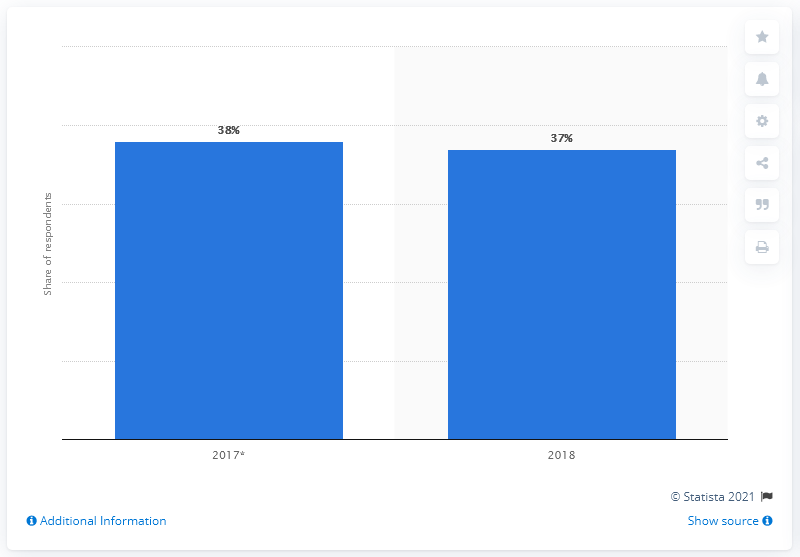 38%
37%
Share of respondents
2017*
2018
© Statista 2021
Additional Information
Show source